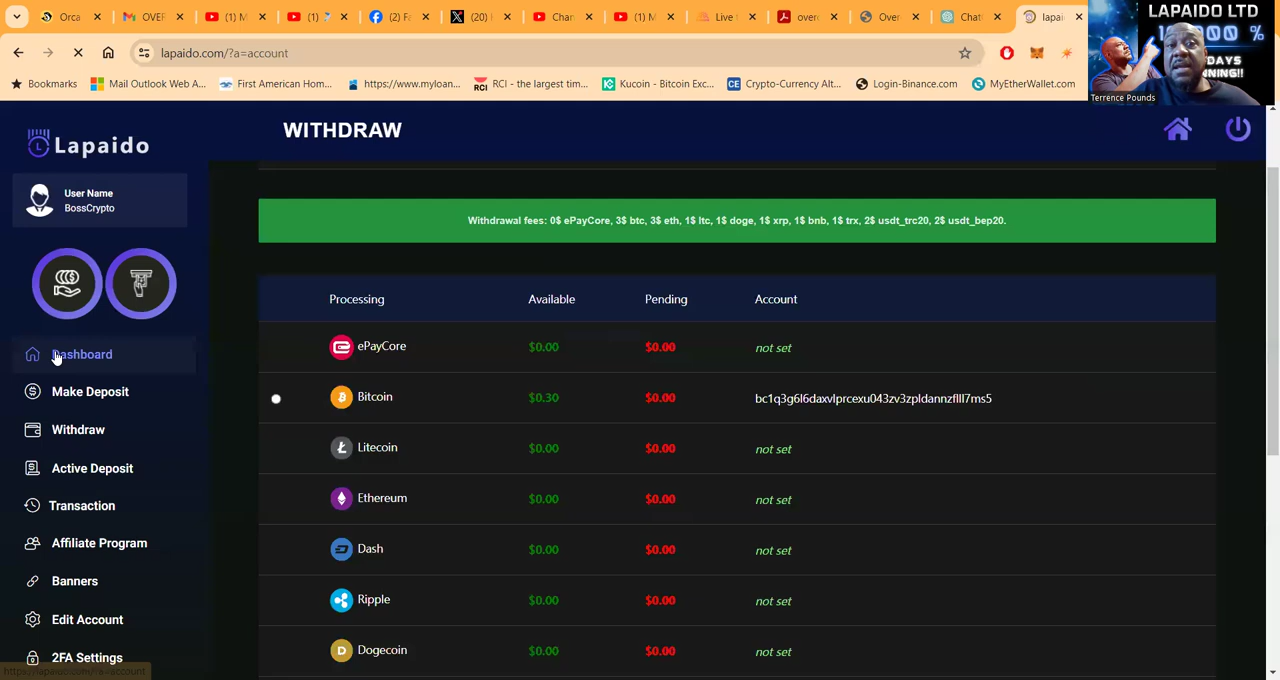 Orca
OVEF
(1) M
(1)
(2) Fa
(20)
Chan
(1) M
Live
over
Over
Chat
lapai
lapaido.com/?a=account
Bookmarks
Mail Outlook Web A...
First American Hom...
https://www.myloan...
RCI - the largest tim...
Kucoin - Bitcoin Exc...
Crypto-Currency Alt...
Login-Binance.com
MyEtherWallet.com
LAPAIDO LTD
%
DAYS
NNING!!
Terrence Pounds
Lapaido
WITHDRAW
User Name
BossCrypto
Withdrawal fees: 0$ ePayCore, 3$ btc, 3$ eth, 1$ ltc, 1$ doge, 1$ xrp, 1$ bnb, 1$ trx, 2$ usdt_trc20, 2$ usdt_bep20.
Dashboard
Make Deposit
Withdraw
Active Deposit
Transaction
Affiliate Program
Banners
Edit Account
2FA Settings
Processing Available Pending Account
ePayCore $0.00 $0.00 not set
Bitcoin $0.30 $0.00 bc1q3g6l6daxvlprcexu043zv3zpldannzflll7ms5
Litecoin $0.00 $0.00 not set
Ethereum $0.00 $0.00 not set
Dash $0.00 $0.00 not set
Ripple $0.00 $0.00 not set
Dogecoin $0.00 $0.00 not set
https://lapaido.com/?a=account